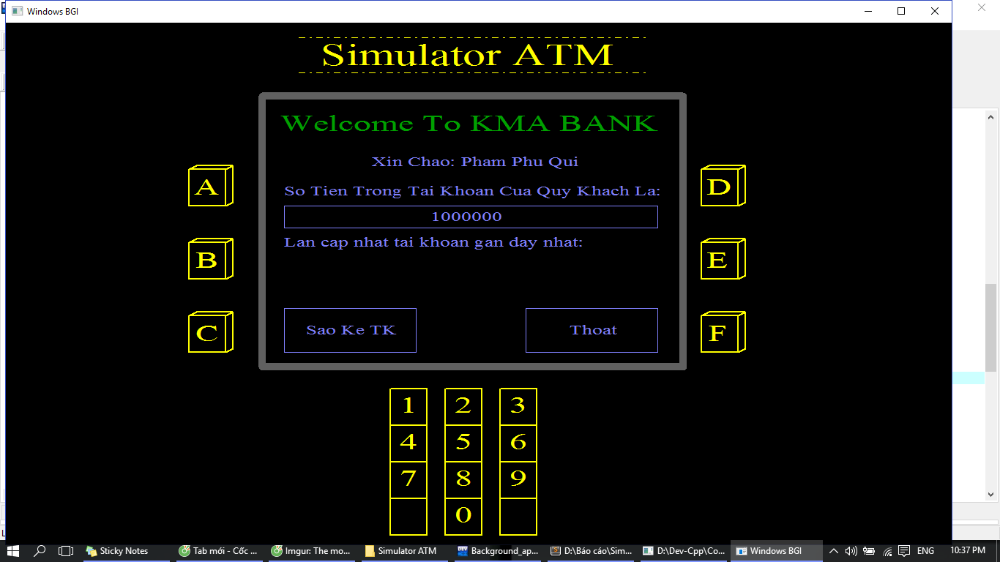 Windows BGI
Simulator ATM
Welcome To KMA BANK
Xin Chao: Pham Phu Qui
So Tien Trong Tai Khoan Cua Quy Khach La:
1000000
Lan cap nhat tai khoan gan day nhat:
A D
B E
C F
Sao Ke TK Thoat
1 2 3
4 5 6
7 8 9
0
Sticky Notes Tab mới - Cốc ... Imgur: The mo... Simulator ATM Background_ap... D:\Báo cáo\Sim... D:\Dev-Cpp\Co... Windows BGI ENG 10:37 PM